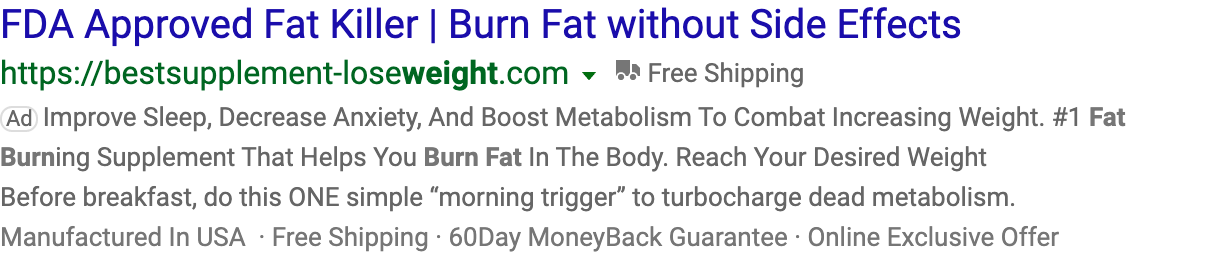 FDA Approved Fat Killer | Burn Fat without Side Effects
https://bestsupplement-loseweight.com Free Shipping
Ad Improve Sleep, Decrease Anxiety, And Boost Metabolism To Combat Increasing Weight. #1 Fat
Burning Supplement That Helps You Burn Fat In The Body. Reach Your Desired Weight
Before breakfast, do this ONE simple “morning trigger” to turbocharge dead metabolism.
Manufactured In USA · Free Shipping · 60Day MoneyBack Guarantee · Online Exclusive Offer